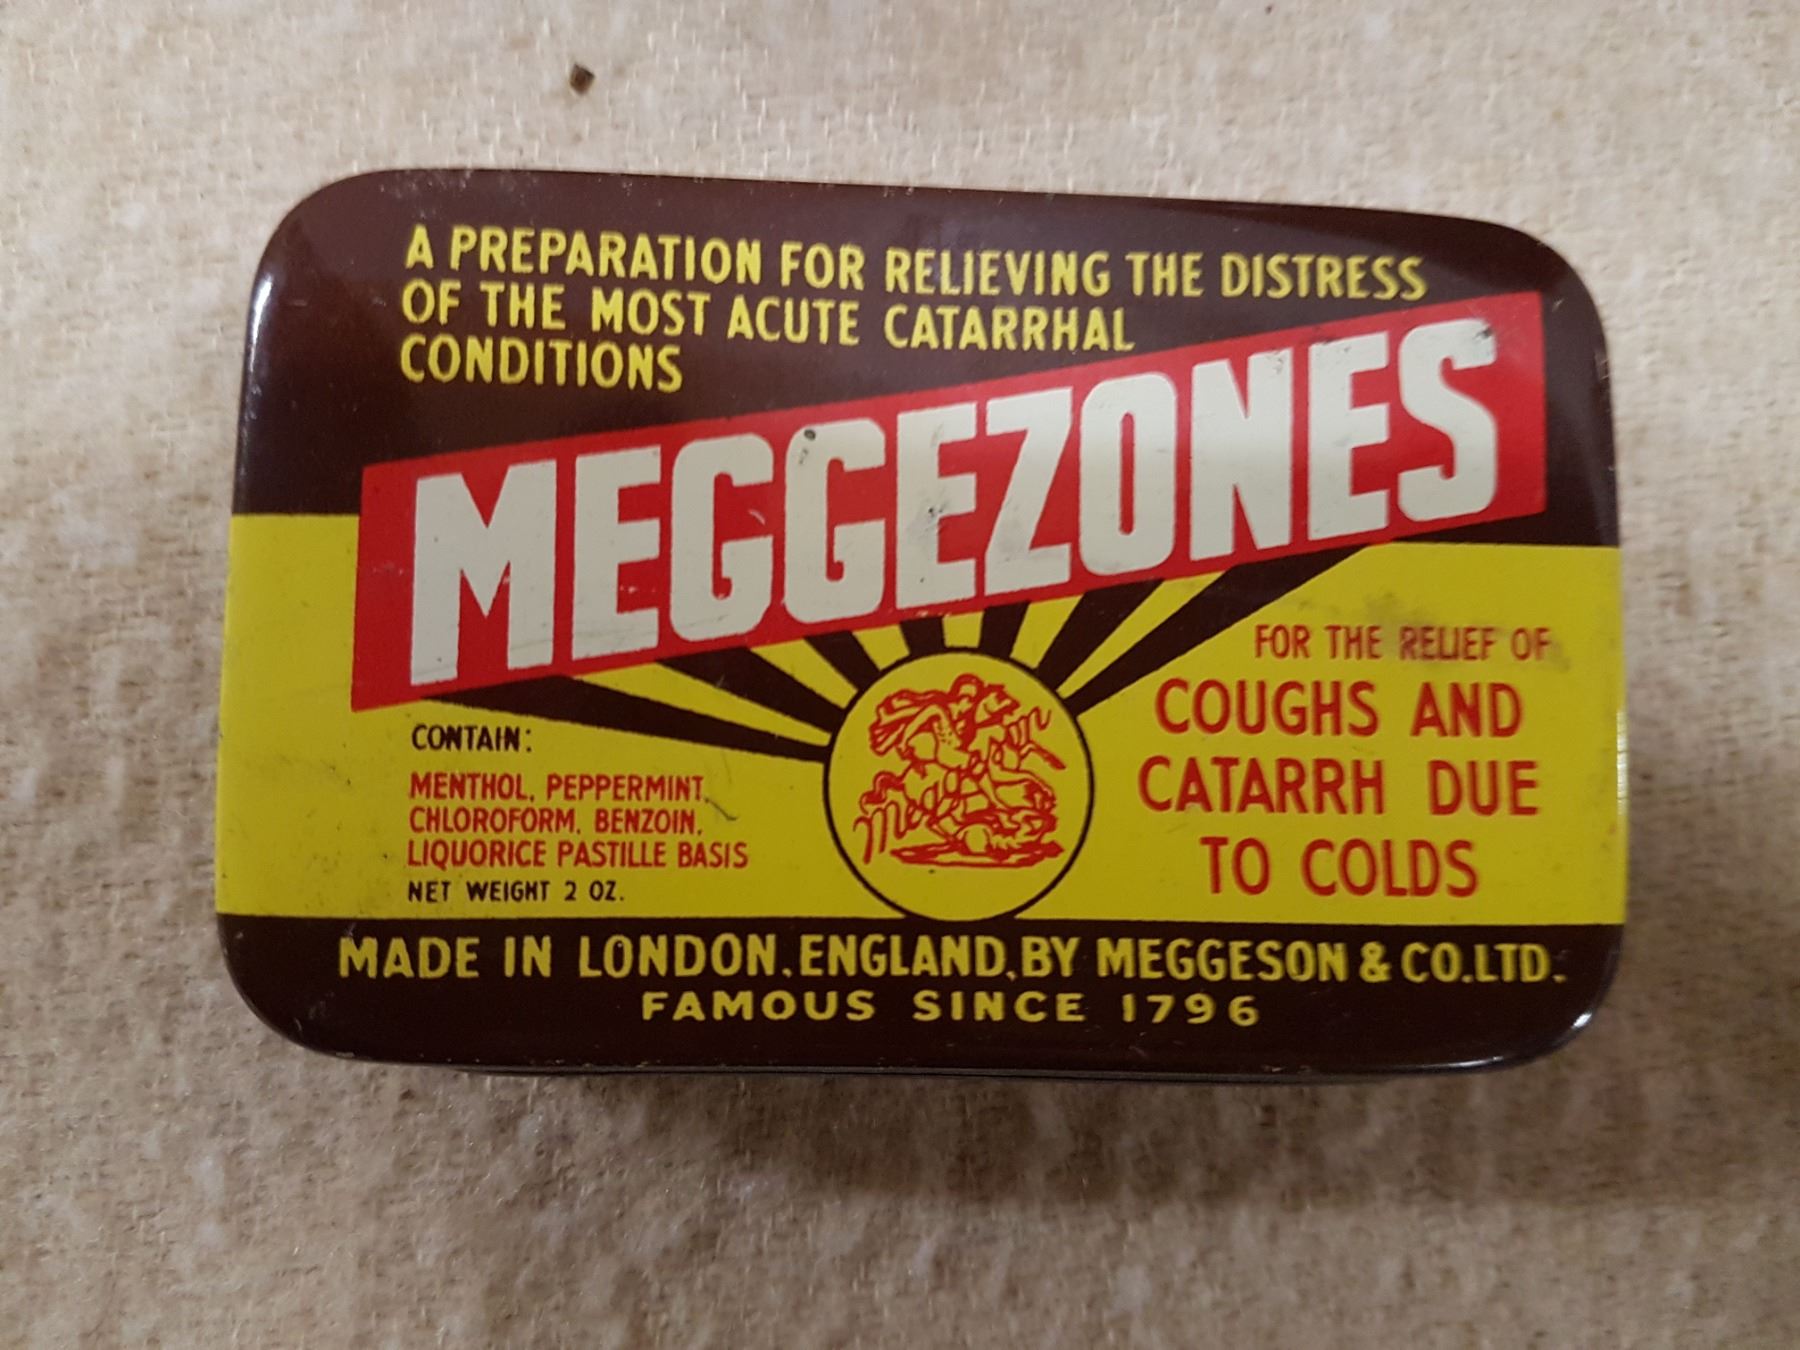 A PREPARATION FOR RELIEVING THE DISTRESS
OF THE MOST ACUTE CATARRHAL
CONDITIONS
MEGGEZONES
CONTAIN:
MENTHOL, PEPPERMINT,
CHLOROFORM, BENZOIN,
LIQUORICE PASTILLE BASIS
NET WEIGHT 2 OZ.
FOR THE RELIEF OF
COUGHS AND
CATARRH DUE
TO COLDS
MADE IN LONDON, ENGLAND, BY MEGGESON & CO. LTD.
FAMOUS SINCE 1796